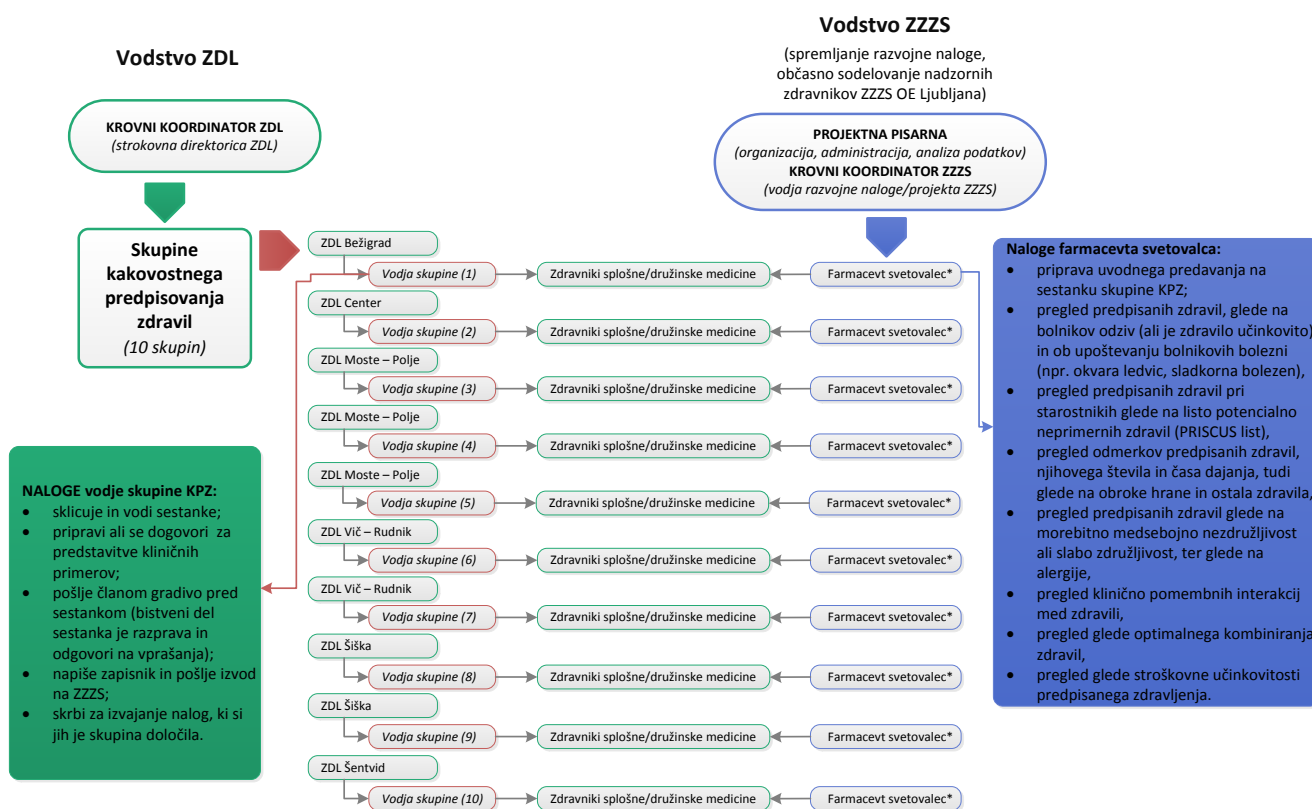 Vodstvo ZDL
KROVNI KOORDINATOR ZDL
(strokovna direktorica ZDL)
Skupine
kakovostnega
predpisovanja
zdravil
(10 skupin)
NALOGE vodje skupine KPZ:
• sklicuje in vodi sestanke;
• pripravi ali se dogovori za
predstavitve kliničnih
primerov;
• pošlje članom gradivo pred
sestankom (bistveni del
sestanka je razprava in
odgovori na vprašanja);
• napiše zapisnik in pošlje izvod
na ZZZS;
• skrbi za izvajanje nalog, ki si
jih je skupina določila.
Vodstvo ZZZS
(spremljanje razvojne naloge,
občasno sodelovanje nadzornih
zdravnikov ZZZS OE Ljubljana)
PROJEKTNA PISARNA
(organizacija, administracija, analiza podatkov)
KROVNI KOORDINATOR ZZZS
(vodja razvojne naloge/projekta ZZZS)
ZDL Bežigrad
Vodja skupine (1) Zdravniki splošne/družinske medicine Farmacevt svetovalec*
ZDL Center
Vodja skupine (2) Zdravniki splošne/družinske medicine Farmacevt svetovalec*
ZDL Moste – Polje
Vodja skupine (3) Zdravniki splošne/družinske medicine Farmacevt svetovalec*
ZDL Moste – Polje
Vodja skupine (4) Zdravniki splošne/družinske medicine Farmacevt svetovalec*
ZDL Moste – Polje
Vodja skupine (5) Zdravniki splošne/družinske medicine Farmacevt svetovalec*
ZDL Vič – Rudnik
Vodja skupine (6) Zdravniki splošne/družinske medicine Farmacevt svetovalec*
ZDL Vič – Rudnik
Vodja skupine (7) Zdravniki splošne/družinske medicine Farmacevt svetovalec*
ZDL Šiška
Vodja skupine (8) Zdravniki splošne/družinske medicine Farmacevt svetovalec*
ZDL Šiška
Vodja skupine (9) Zdravniki splošne/družinske medicine Farmacevt svetovalec*
ZDL Šentvid
Vodja skupine (10) Zdravniki splošne/družinske medicine Farmacevt svetovalec*
Naloge farmacevta svetovalca:
• priprava uvodnega predavanja na
sestanku skupine KPZ;
• pregled predpisanih zdravil, glede na
bolnikov odziv (ali je zdravilo učinkovito)
in ob upoštevanju bolnikovih bolezni
(npr. okvara ledvic, sladkorna bolezen),
• pregled predpisanih zdravil pri
starostnikih glede na listo potencialno
neprimernih zdravil (PRISCUS list),
• pregled odmerkov predpisanih zdravil,
njihovega števila in časa dajanja, tudi
glede na obroke hrane in ostala zdravila,
• pregled predpisanih zdravil glede na
morebitno medsebojno nezdružljivost
ali slabo združljivost, ter glede na
alergije,
• pregled klinično pomembnih interakcij
med zdravili,
• pregled glede optimalnega kombiniranja
zdravil,
• pregled glede stroškovne učinkovitosti
predpisanega zdravljenja.